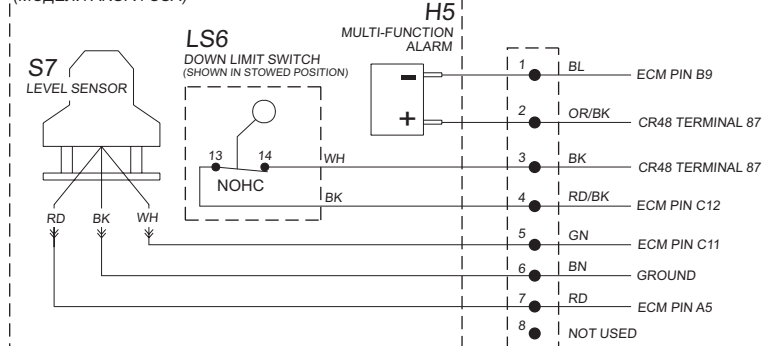 (МОДЕЛИ ANSI И CSA)
H5
MULTI-FUNCTION
ALARM
LS6
DOWN LIMIT SWITCH
(SHOWN IN STOWED POSITION)
S7
LEVEL SENSOR
- 
+
13 14
NOHC
WH
BK
RD BK WH
1 BL ECM PIN B9
2 OR/BK CR48 TERMINAL 87
3 BK CR48 TERMINAL 87
4 RD/BK ECM PIN C12
5 GN ECM PIN C11
6 BN GROUND
7 RD ECM PIN A5
8 NOT USED